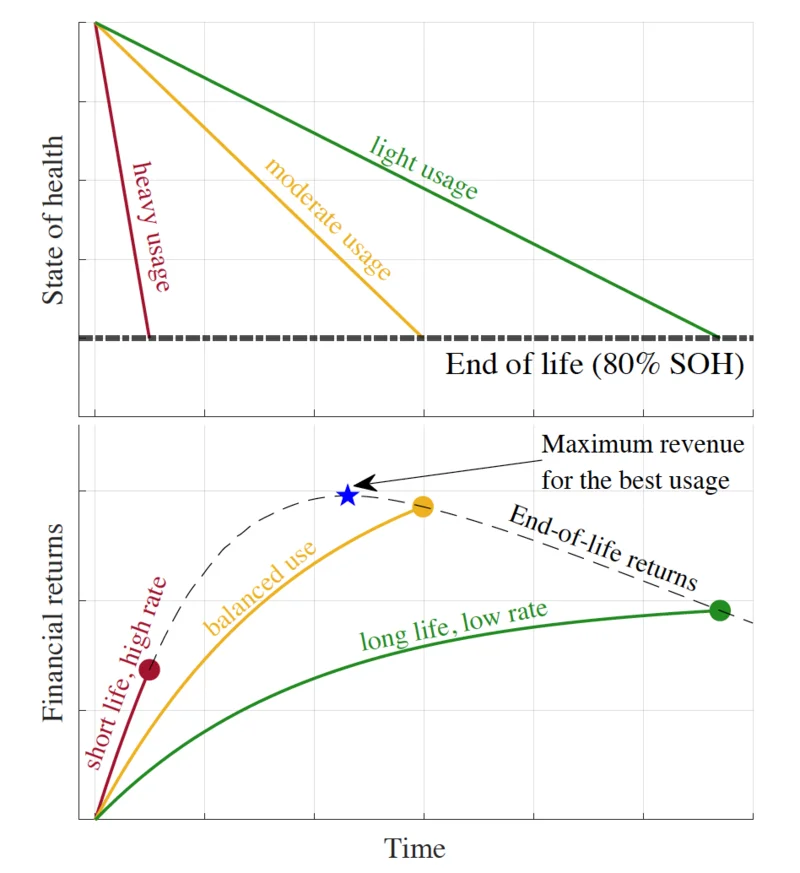 State of health
heavy usage
moderate usage
light usage
End of life (80% SOH)
Financial returns
short life, high rate
balanced use
long life, low rate
Maximum revenue
for the best usage
End-of-life returns
Time